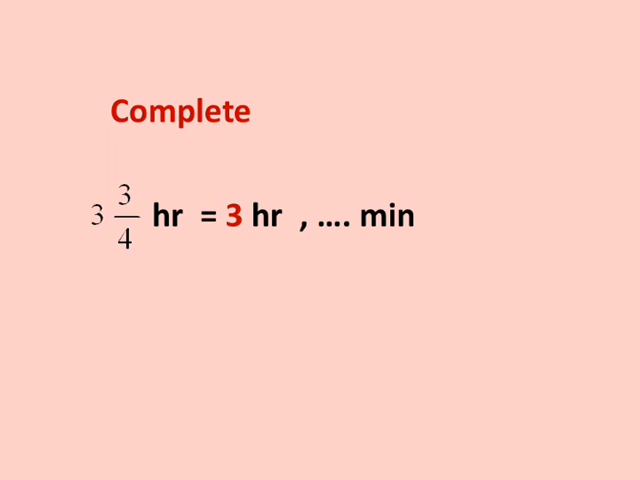 Complete
3 3/4 hr = 3 hr , .... min